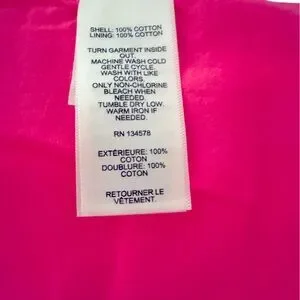 SHELL: 100% COTTON
LINING: 100% COTTON
TURN GARMENT INSIDE
OUT.
MACHINE WASH COLD
GENTLE CYCLE.
WASH WITH LIKE
COLORS.
ONLY NON-CHLORINE
BLEACH WHEN
NEEDED.
TUMBLE DRY LOW.
WARM IRON IF
NEEDED.
RN 134578
EXTÉRIEURE: 100%
COTON
DOUBLURE: 100%
COTON
RETOURNER LE
VÊTEMENT.